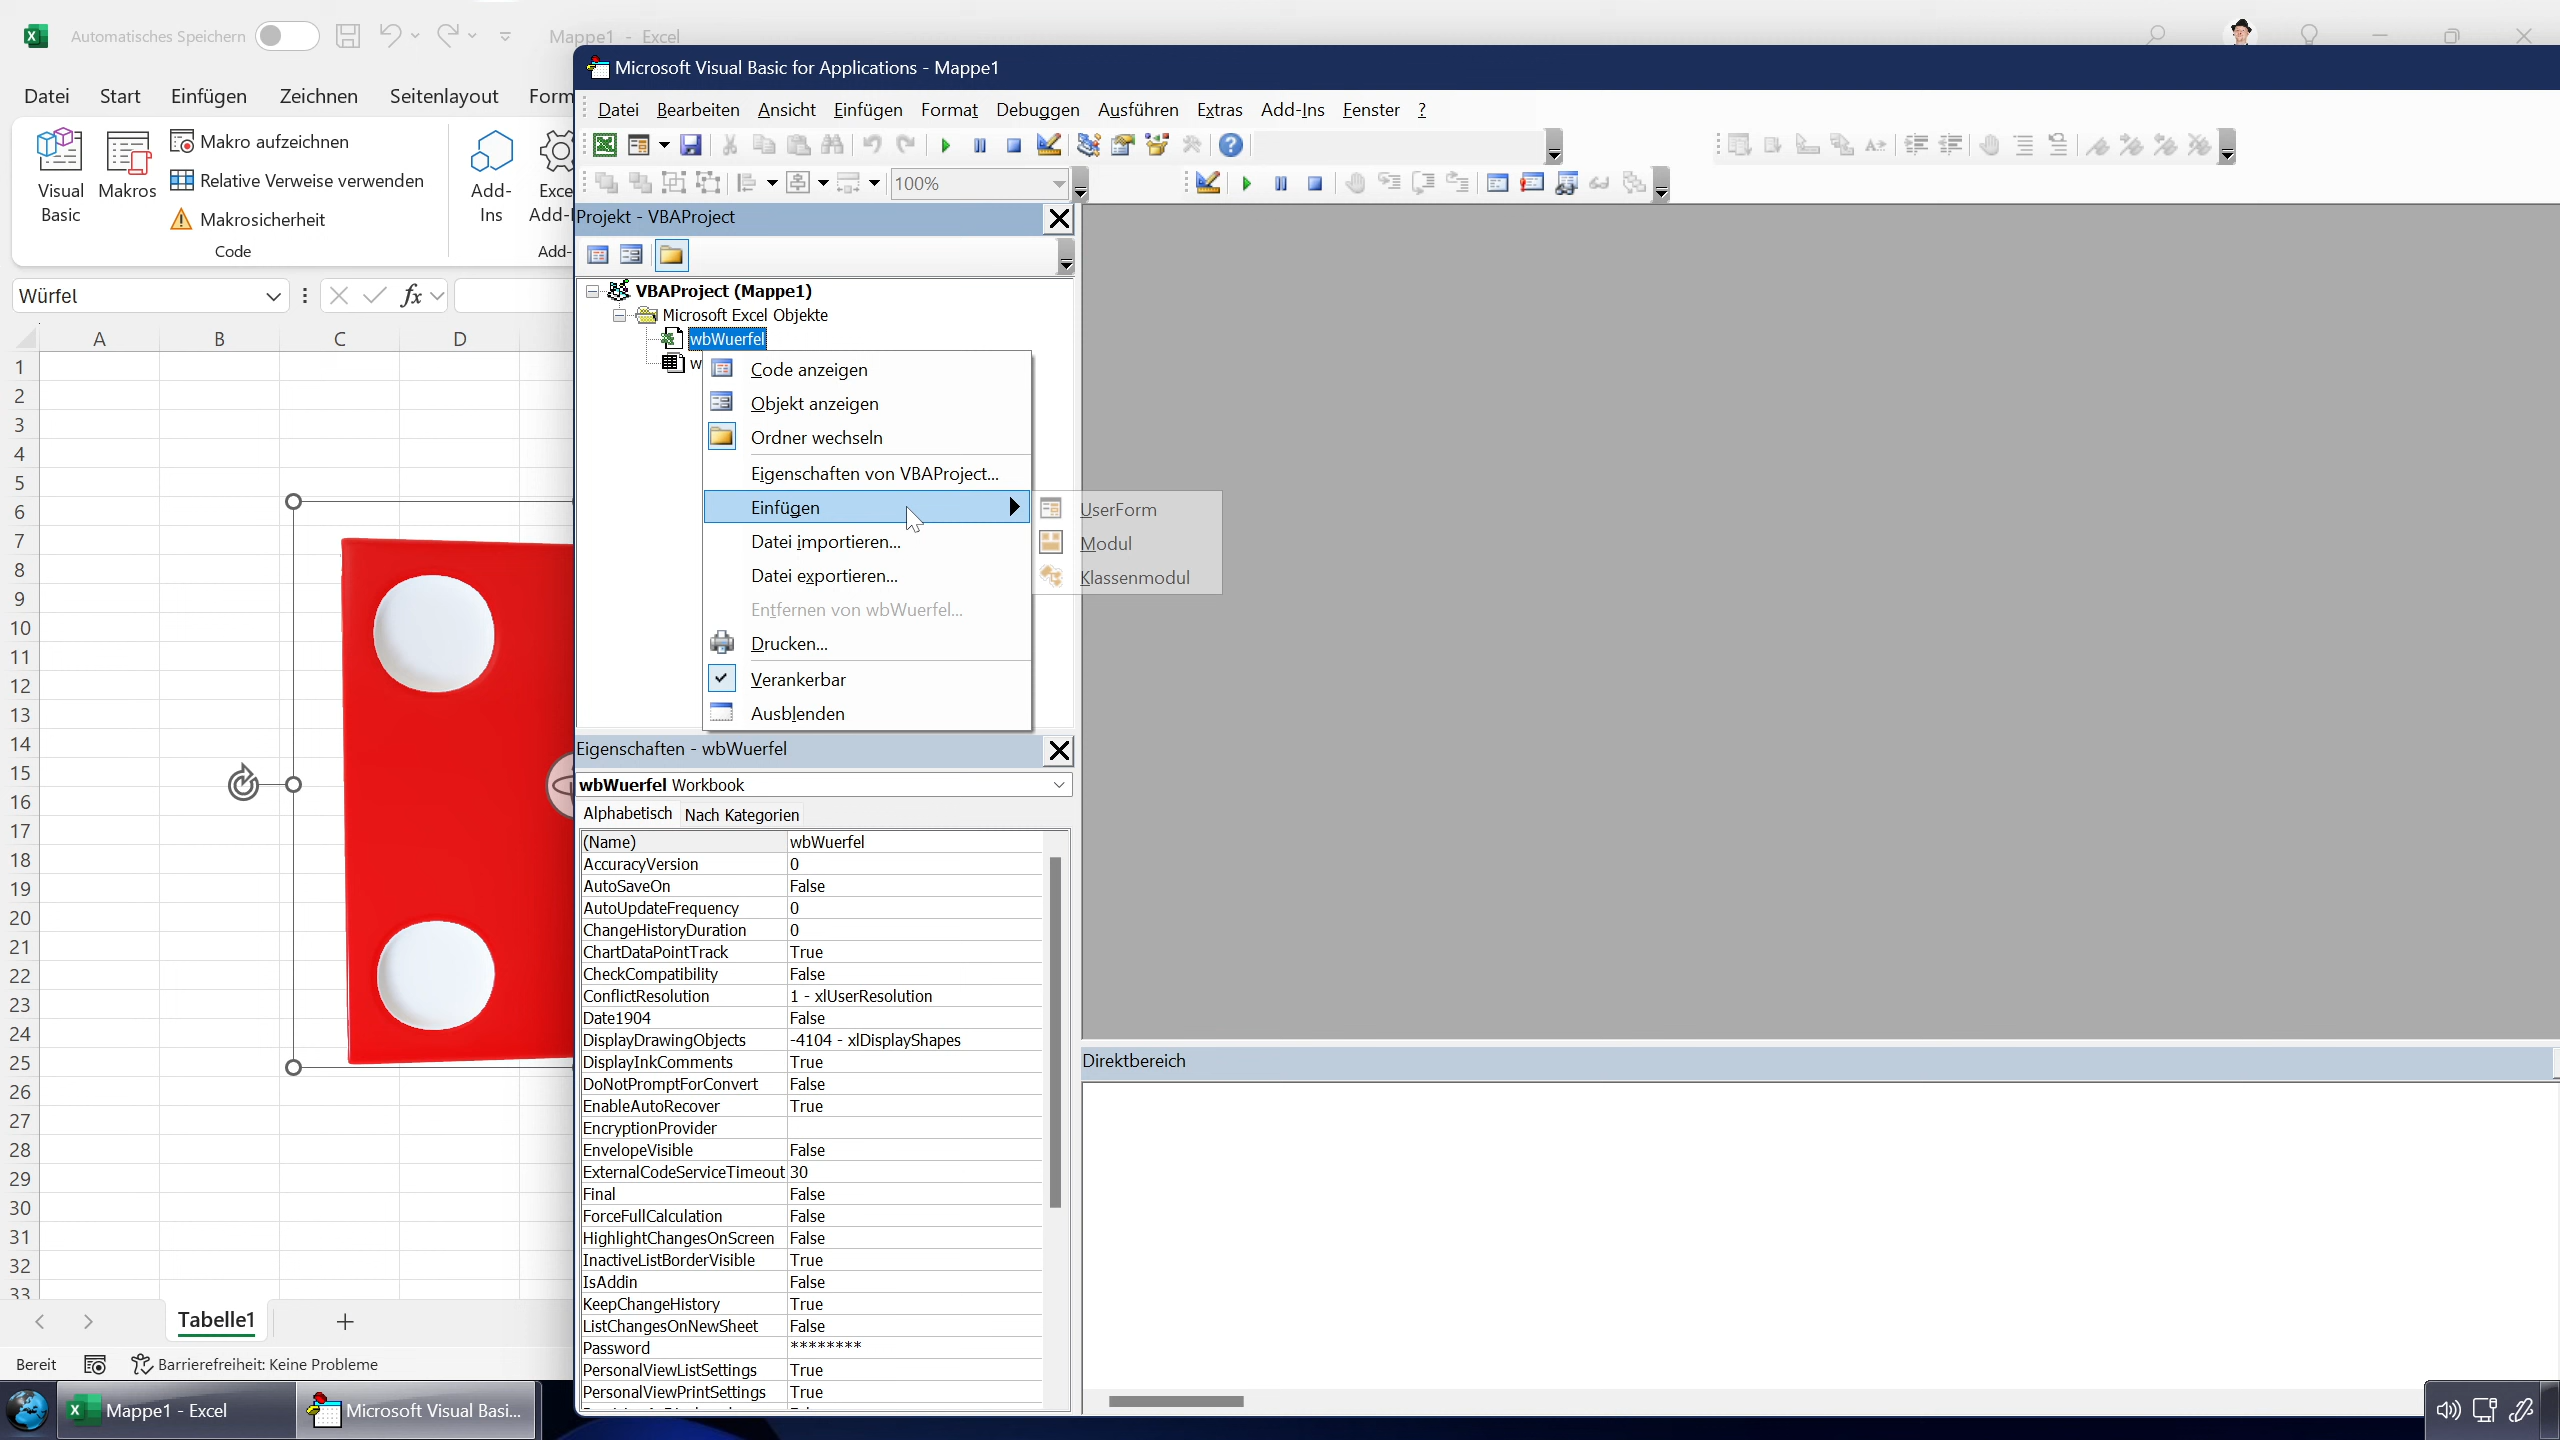 Automatisches Speichern
Mappe1 - Excel
Datei Start Einfügen Zeichnen Seitenlayout Form
Visual Basic
Makros
Makro aufzeichnen
Relative Verweise verwenden
Makrosicherheit
Code
Add-Ins
Exce
Add-I
Add-
Würfel
fx
A B C D
1
2
3
4
5
6
7
8
9
10
11
12
13
14
15
16
17
18
19
20
21
22
23
24
25
26
27
28
29
30
31
32
33
Tabelle1
Bereit
Barrierefreiheit: Keine Probleme
Microsoft Visual Basic for Applications - Mappe1
Datei Bearbeiten Ansicht Einfügen Format Debuggen Ausführen Extras Add-Ins Fenster ?
100%
Projekt - VBAProject
VBAProject (Mappe1)
Microsoft Excel Objekte
wbWuerfel
w
Code anzeigen
Objekt anzeigen
Ordner wechseln
Eigenschaften von VBAProject...
Einfügen
Datei importieren...
Datei exportieren...
Entfernen von wbWuerfel...
Drucken...
Verankerbar
Ausblenden
UserForm
Modul
Klassenmodul
Eigenschaften - wbWuerfel
wbWuerfel Workbook
Alphabetisch Nach Kategorien
(Name) wbWuerfel
AccuracyVersion 0
AutoSaveOn False
AutoUpdateFrequency 0
ChangeHistoryDuration 0
ChartDataPointTrack True
CheckCompatibility False
ConflictResolution 1 - xlUserResolution
Date1904 False
DisplayDrawingObjects -4104 - xlDisplayShapes
DisplayInkComments True
DoNotPromptForConvert False
EnableAutoRecover True
EncryptionProvider
EnvelopeVisible False
ExternalCodeServiceTimeout 30
Final False
ForceFullCalculation False
HighlightChangesOnScreen False
InactiveListBorderVisible True
IsAddin False
KeepChangeHistory True
ListChangesOnNewSheet False
Password ********
PersonalViewListSettings True
PersonalViewPrintSettings True
Direktbereich
Mappe1 - Excel
Microsoft Visual Basi...